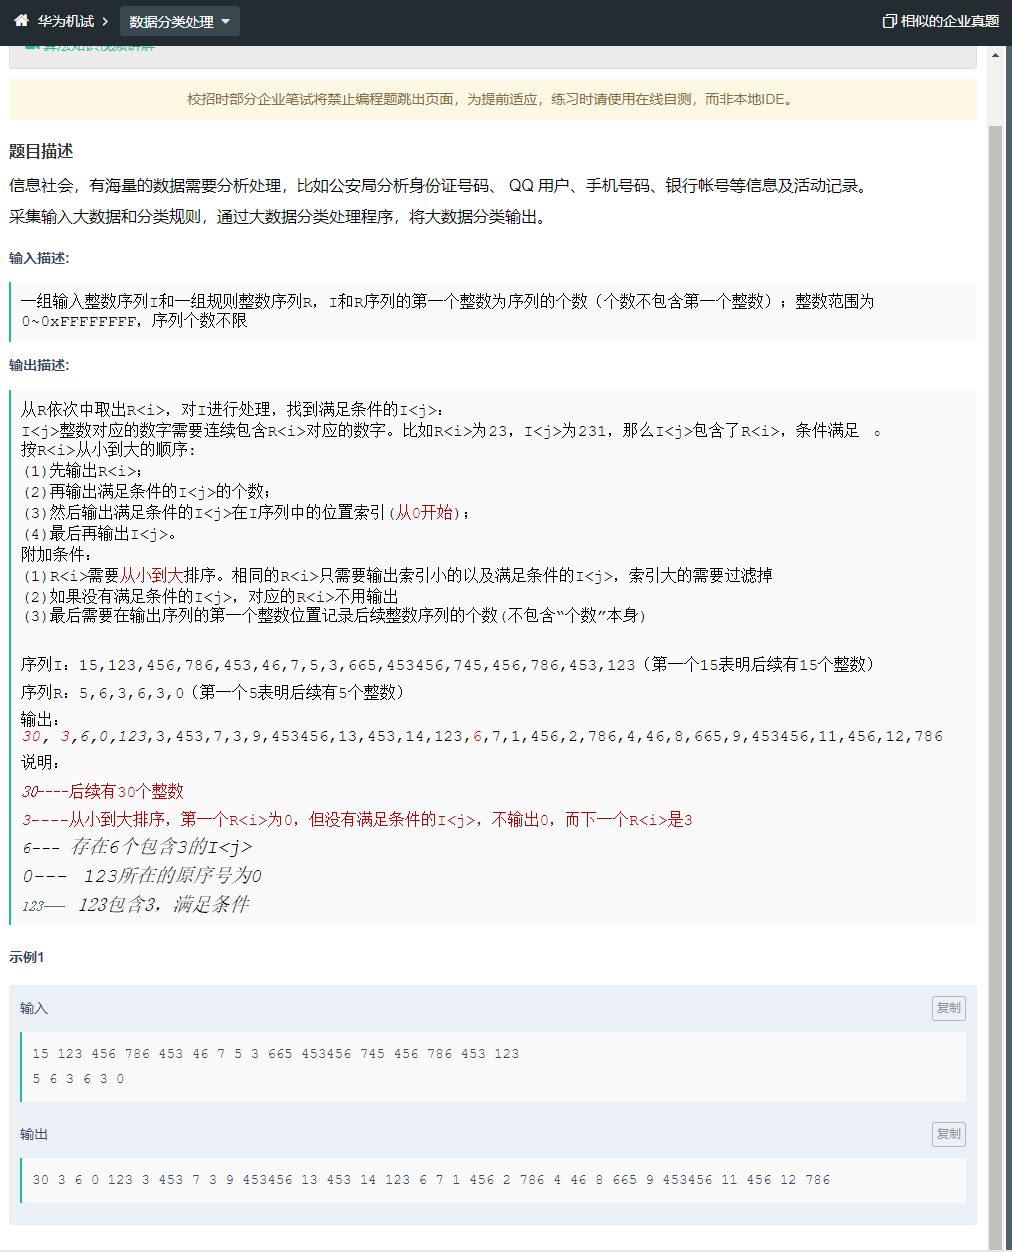 华为机试 数据分类处理 相似的企业真题
算法知识视频讲解
校招时部分企业笔试将禁止编程题跳出页面，为提前适应，练习时请使用在线自测，而非本地IDE。
题目描述
信息社会，有海量的数据需要分析处理，比如公安局分析身份证号码、 QQ 用户、手机号码、银行帐号等信息及活动记录。
采集输入大数据和分类规则，通过大数据分类处理程序，将大数据分类输出。
输入描述:
一组输入整数序列I和一组规则整数序列R，I和R序列的第一个整数为序列的个数（个数不包含第一个整数）；整数范围为
0~0xFFFFFFFF，序列个数不限
输出描述:
从R依次中取出R<i>，对I进行处理，找到满足条件的I<j>：
I<j>整数对应的数字需要连续包含R<i>对应的数字。比如R<i>为23，I<j>为231，那么I<j>包含了R<i>，条件满足 。
按R<i>从小到大的顺序:
(1)先输出R<i>；
(2)再输出满足条件的I<j>的个数；
(3)然后输出满足条件的I<j>在I序列中的位置索引(从0开始)；
(4)最后再输出I<j>。
附加条件：
(1)R<i>需要从小到大排序。相同的R<i>只需要输出索引小的以及满足条件的I<j>，索引大的需要过滤掉
(2)如果没有满足条件的I<j>，对应的R<i>不用输出
(3)最后需要在输出序列的第一个整数位置记录后续整数序列的个数(不包含“个数”本身)
序列I：15,123,456,786,453,46,7,5,3,665,453456,745,456,786,453,123（第一个15表明后续有15个整数）
序列R：5,6,3,6,3,0（第一个5表明后续有5个整数）
输出：
30, 3,6,0,123,3,453,7,3,9,453456,13,453,14,123,6,7,1,456,2,786,4,46,8,665,9,453456,11,456,12,786
说明：
30----后续有30个整数
3----从小到大排序，第一个R<i>为0，但没有满足条件的I<j>，不输出0，而下一个R<i>是3
6--- 存在6个包含3的I<j>
0--- 123所在的原序号为0
123--- 123包含3，满足条件
示例1
输入 复制
15 123 456 786 453 46 7 5 3 665 453456 745 456 786 453 123
5 6 3 6 3 0
输出 复制
30 3 6 0 123 3 453 7 3 9 453456 13 453 14 123 6 7 1 456 2 786 4 46 8 665 9 453456 11 456 12 786